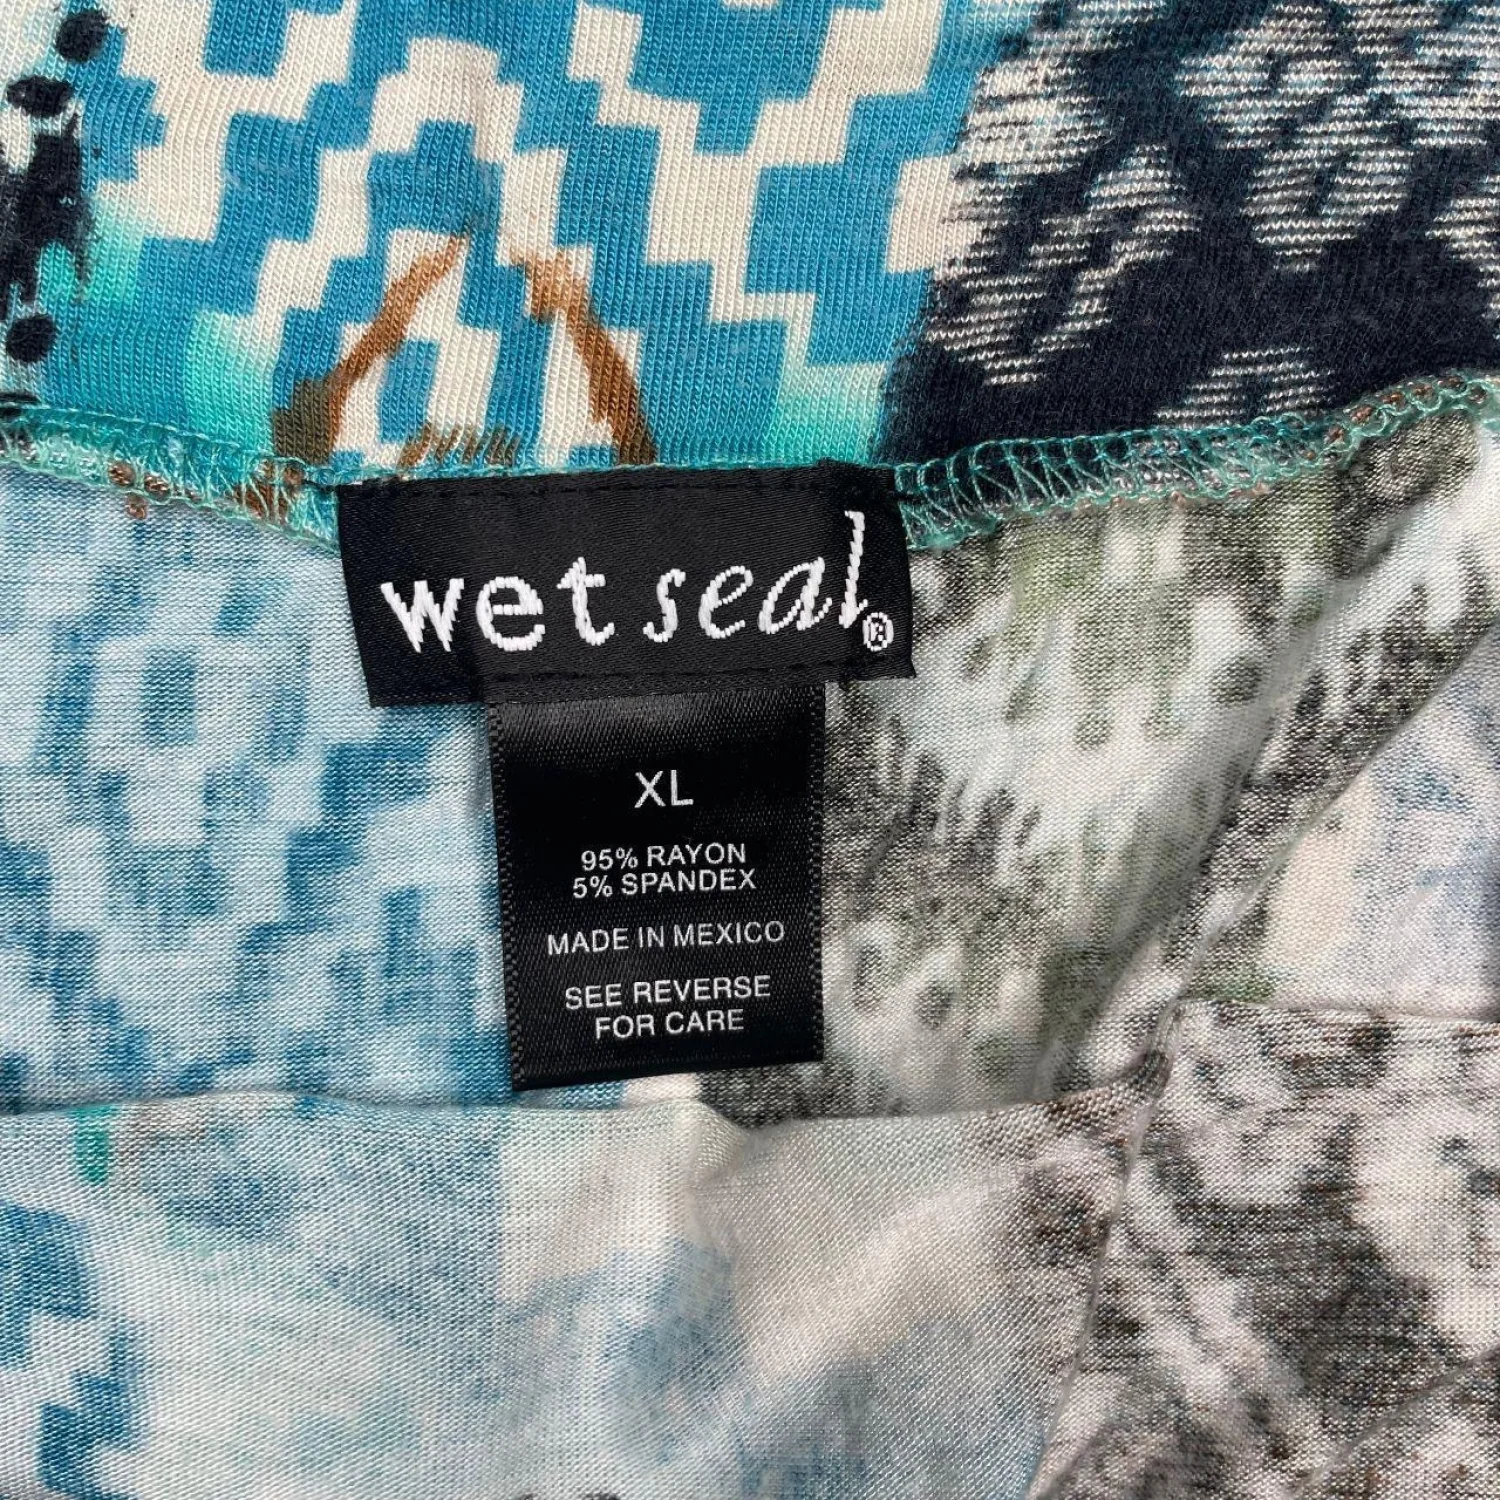 wet seal®
XL
95% RAYON
5% SPANDEX
MADE IN MEXICO
SEE REVERSE
FOR CARE